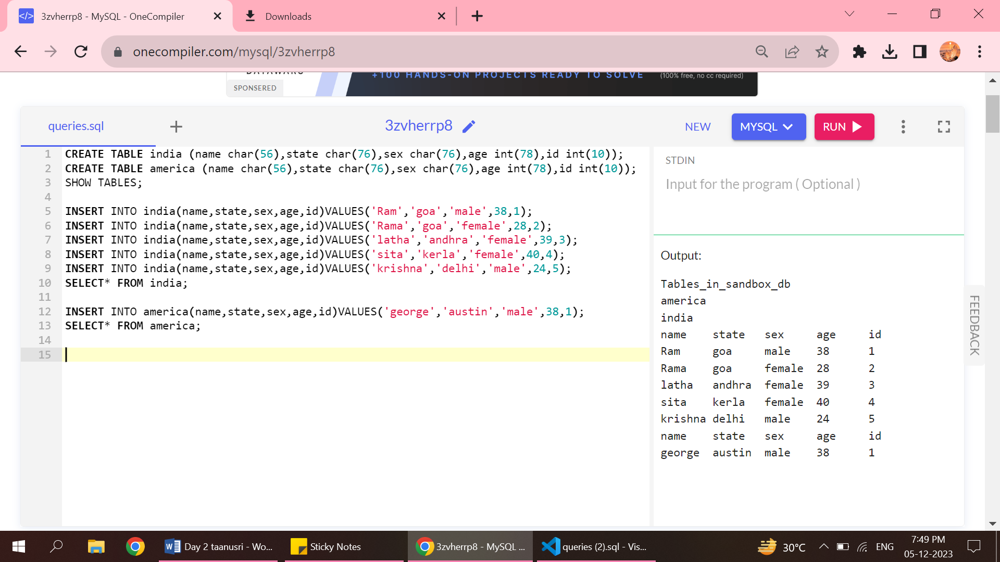 3zvherrp8 - MySQL - OneCompiler
Downloads
onecompiler.com/mysql/3zvherrp8
+100 HANDS-ON PROJECTS READY TO SOLVE
(100% free, no cc required)
SPONSERED
queries.sql
3zvherrp8
NEW
MYSQL
RUN
1 CREATE TABLE india (name char(56),state char(76),sex char(76),age int(78),id int(10));
2 CREATE TABLE america (name char(56),state char(76),sex char(76),age int(78),id int(10));
3 SHOW TABLES;
4
5 INSERT INTO india(name,state,sex,age,id)VALUES('Ram','goa','male',38,1);
6 INSERT INTO india(name,state,sex,age,id)VALUES('Rama','goa','female',28,2);
7 INSERT INTO india(name,state,sex,age,id)VALUES('latha','andhra','female',39,3);
8 INSERT INTO india(name,state,sex,age,id)VALUES('sita','kerla','female',40,4);
9 INSERT INTO india(name,state,sex,age,id)VALUES('krishna','delhi','male',24,5);
10 SELECT* FROM india;
11
12 INSERT INTO america(name,state,sex,age,id)VALUES('george','austin','male',38,1);
13 SELECT* FROM america;
14
15
STDIN
Input for the program ( Optional )
Output:
Tables_in_sandbox_db
america
india
name state sex age id
Ram goa male 38 1
Rama goa female 28 2
latha andhra female 39 3
sita kerla female 40 4
krishna delhi male 24 5
name state sex age id
george austin male 38 1
FEEDBACK
Day 2 taanusri - Wo...
Sticky Notes
3zvherrp8 - MySQL ...
queries (2).sql - Vis...
30°C
ENG
7:49 PM
05-12-2023